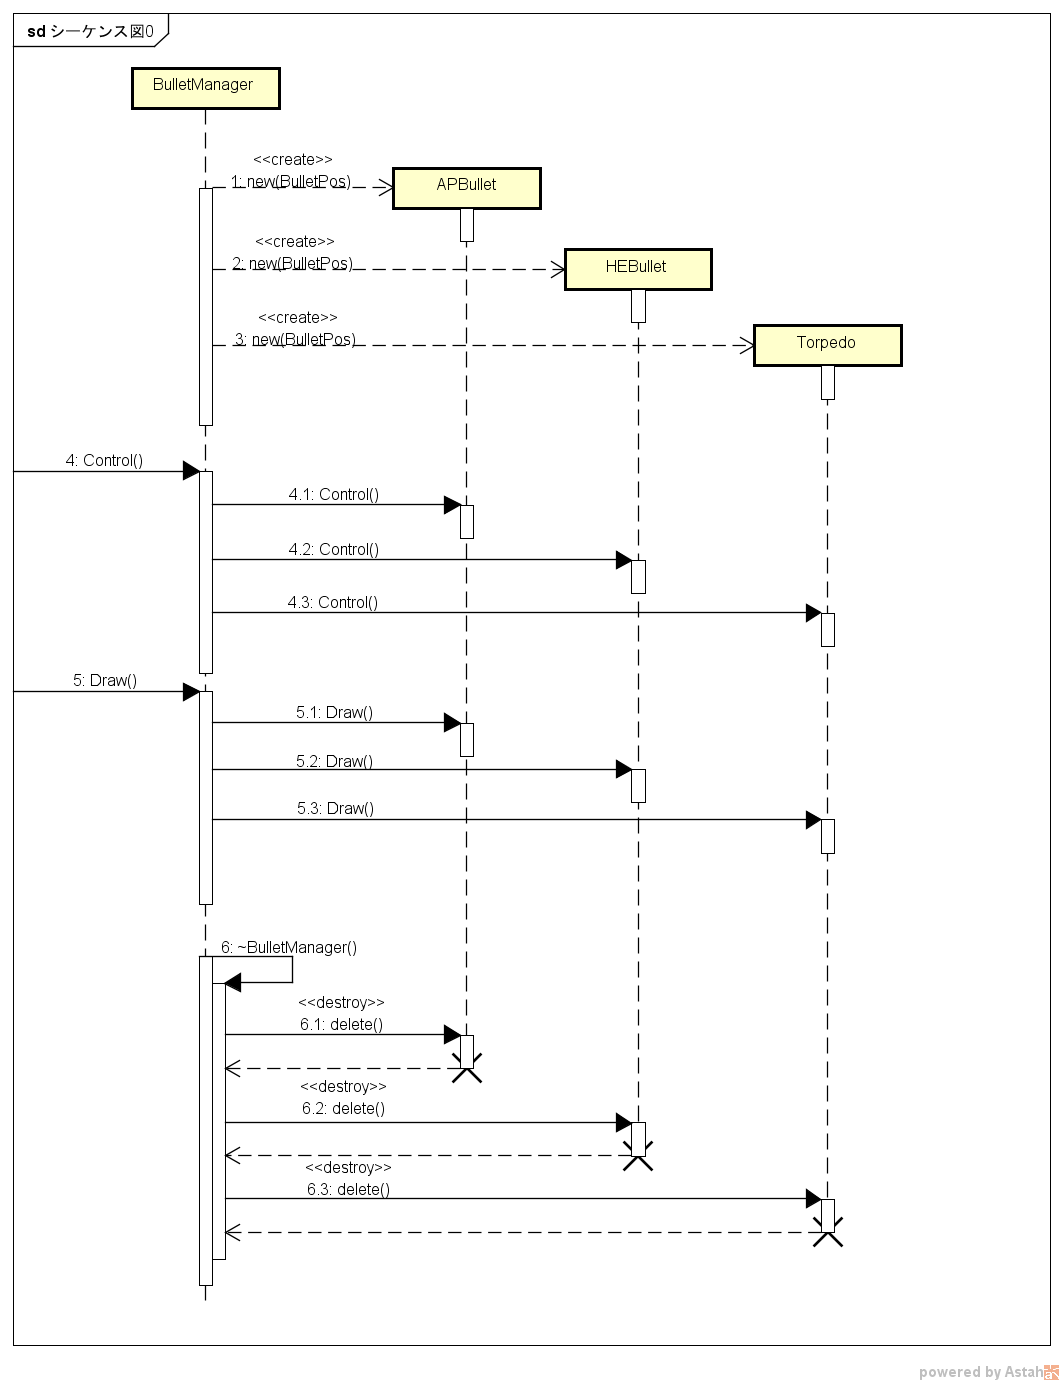 sd シーケンス図0
BulletManager
<<create>>
1: new(BulletPos)
APBullet
<<create>>
2: new(BulletPos)
HEBullet
<<create>>
3: new(BulletPos)
Torpedo
4: Control()
4.1: Control()
4.2: Control()
4.3: Control()
5: Draw()
5.1: Draw()
5.2: Draw()
5.3: Draw()
6: ~BulletManager()
<<destroy>>
6.1: delete()
<<destroy>>
6.2: delete()
<<destroy>>
6.3: delete()
powered by Astah